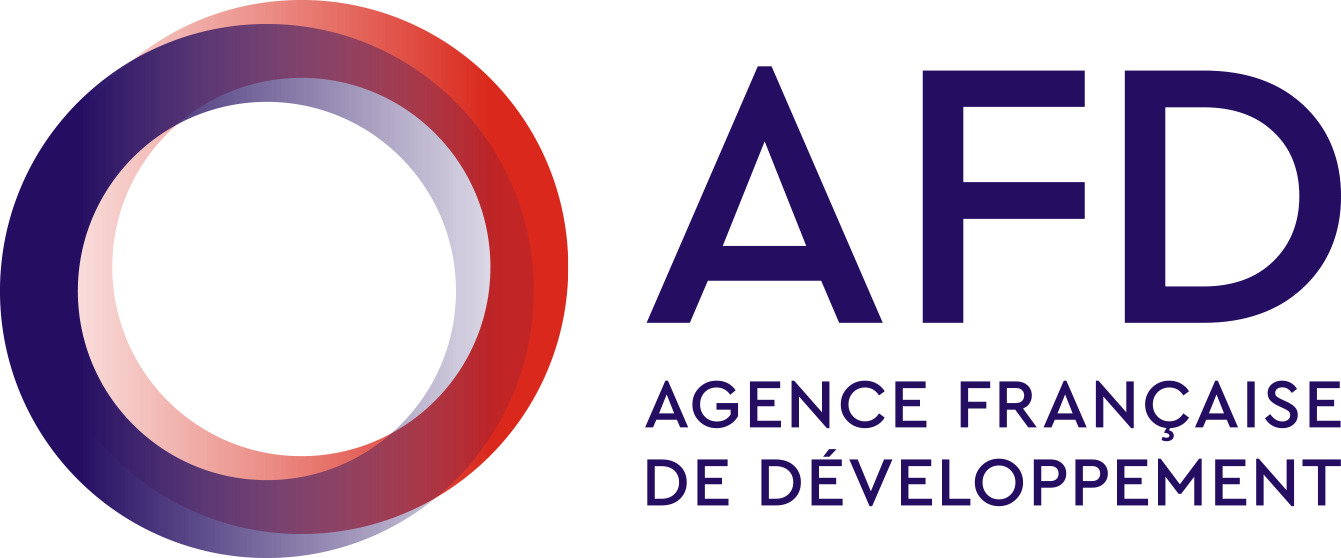 AFD
AGENCE FRANÇAISE
DE DÉVELOPPEMENT